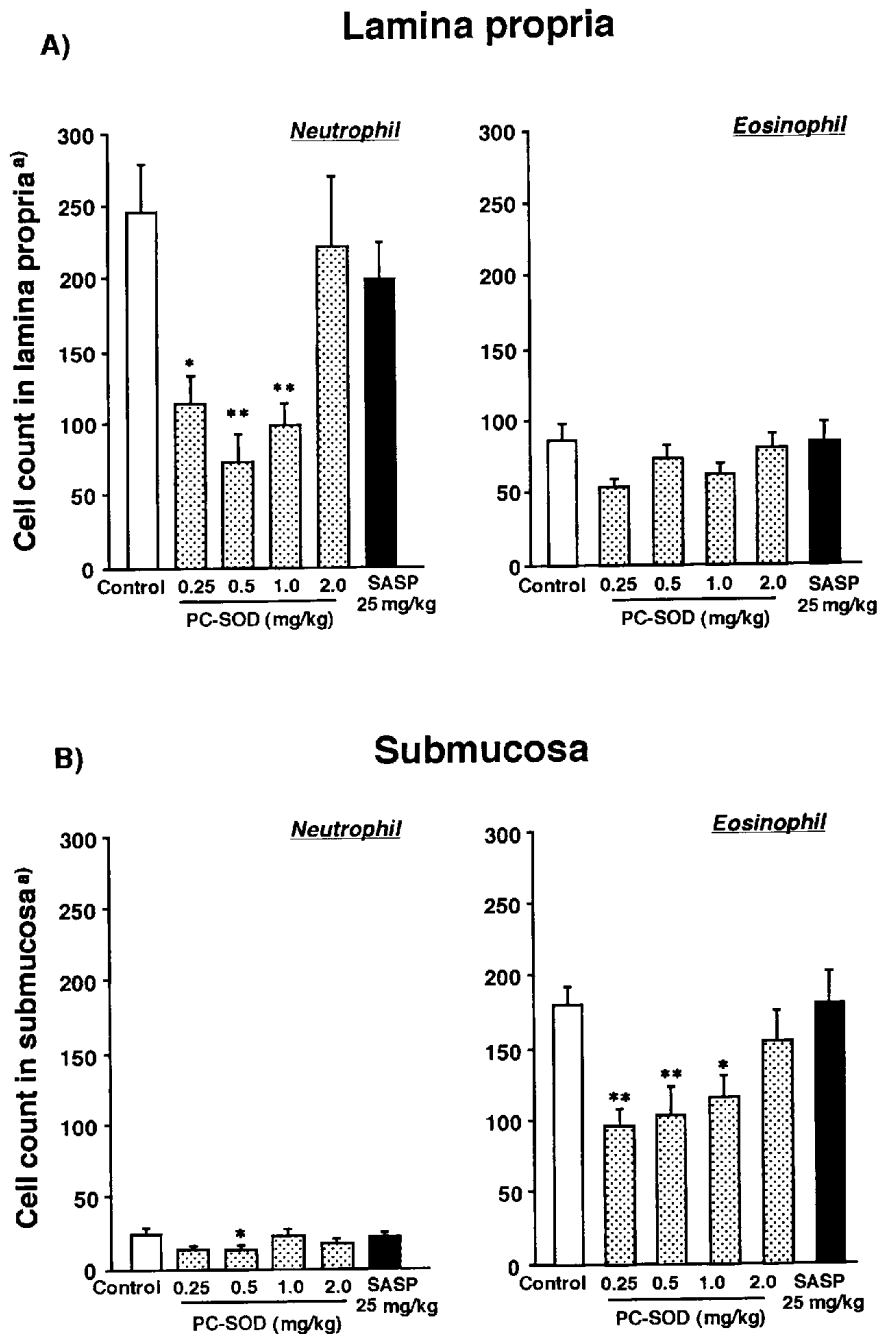 A)
Lamina propria
Cell count in lamina propria a)
Neutrophil
300
250
200
150
100
50
0
*
**
**
Control 0.25 0.5 1.0 2.0 SASP
25 mg/kg
PC-SOD (mg/kg)
Eosinophil
300
250
200
150
100
50
0
Control 0.25 0.5 1.0 2.0 SASP
25 mg/kg
PC-SOD (mg/kg)
B)
Submucosa
Cell count in submucosa a)
Neutrophil
300
250
200
150
100
50
0
*
Control 0.25 0.5 1.0 2.0 SASP
25 mg/kg
PC-SOD (mg/kg)
Eosinophil
300
250
200
150
100
50
0
**
**
*
Control 0.25 0.5 1.0 2.0 SASP
25 mg/kg
PC-SOD (mg/kg)